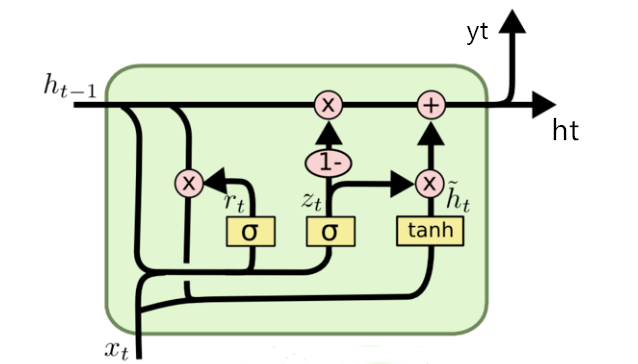 yt
h_{t-1}
x
+
ht
1-
x
x
r_t
z_t
h̃_t
σ
σ
tanh
x_t